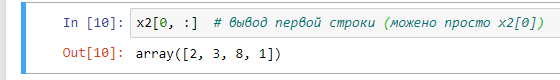 In [10]: x2[0, :]  # вывод первой строки (можено просто x2[0])
Out[10]: array([2, 3, 8, 1])